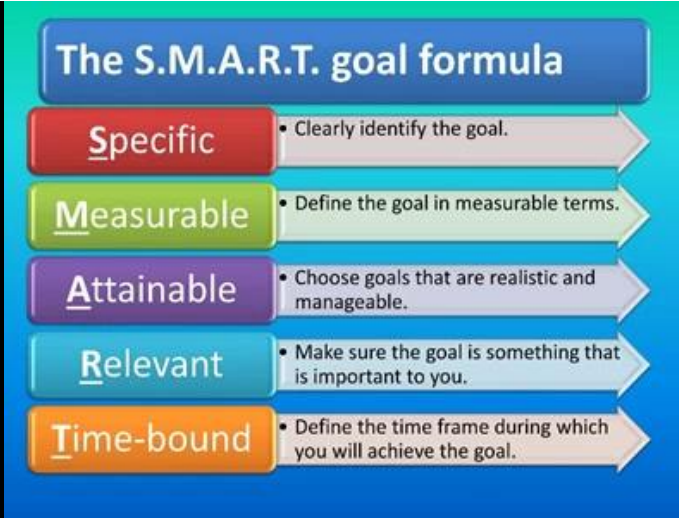 The S.M.A.R.T. goal formula
Specific
• Clearly identify the goal.
Measurable
• Define the goal in measurable terms.
Attainable
• Choose goals that are realistic and
manageable.
Relevant
• Make sure the goal is something that
is important to you.
Time-bound
• Define the time frame during which
you will achieve the goal.